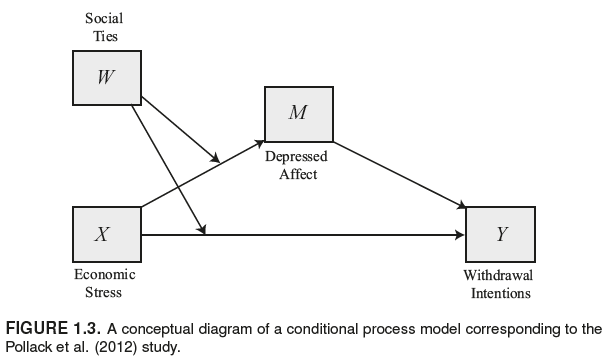 Social
Ties
W
M
Depressed
Affect
X
Y
Economic
Stress
Withdrawal
Intentions
FIGURE 1.3. A conceptual diagram of a conditional process model corresponding to the
Pollack et al. (2012) study.